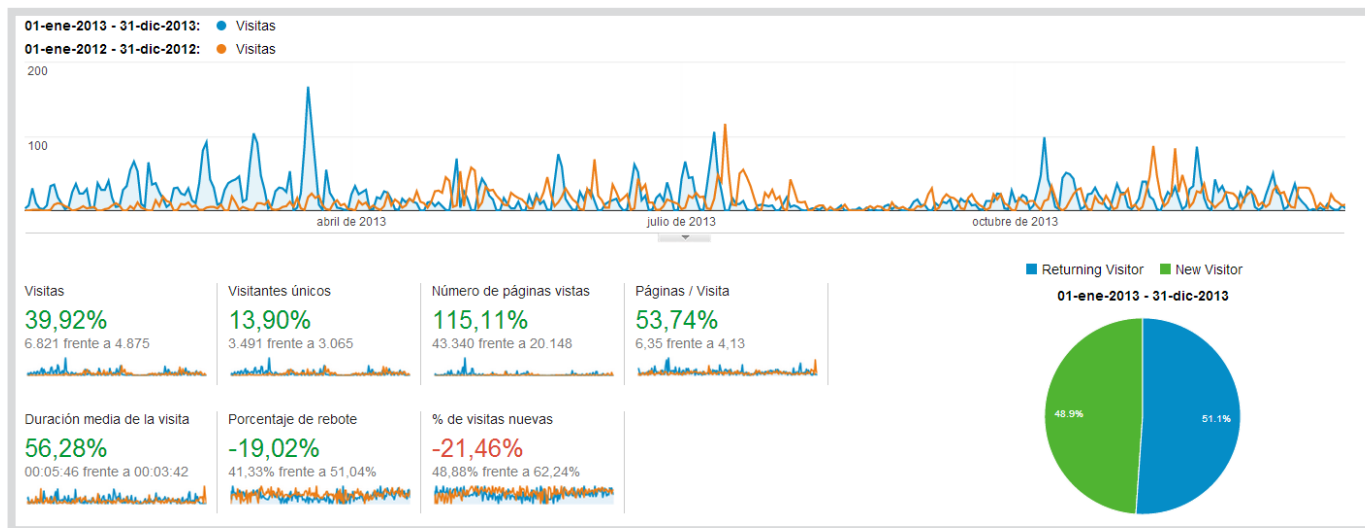 01-ene-2013 - 31-dic-2013: Visitas
01-ene-2012 - 31-dic-2012: Visitas
200
100
abril de 2013 julio de 2013 octubre de 2013
Returning Visitor New Visitor
01-ene-2013 - 31-dic-2013
48.9% 51.1%
Visitas
39,92%
6.821 frente a 4.875
Visitantes únicos
13,90%
3.491 frente a 3.065
Número de páginas vistas
115,11%
43.340 frente a 20.148
Páginas / Visita
53,74%
6,35 frente a 4,13
Duración media de la visita
56,28%
00:05:46 frente a 00:03:42
Porcentaje de rebote
-19,02%
41,33% frente a 51,04%
% de visitas nuevas
-21,46%
48,88% frente a 62,24%